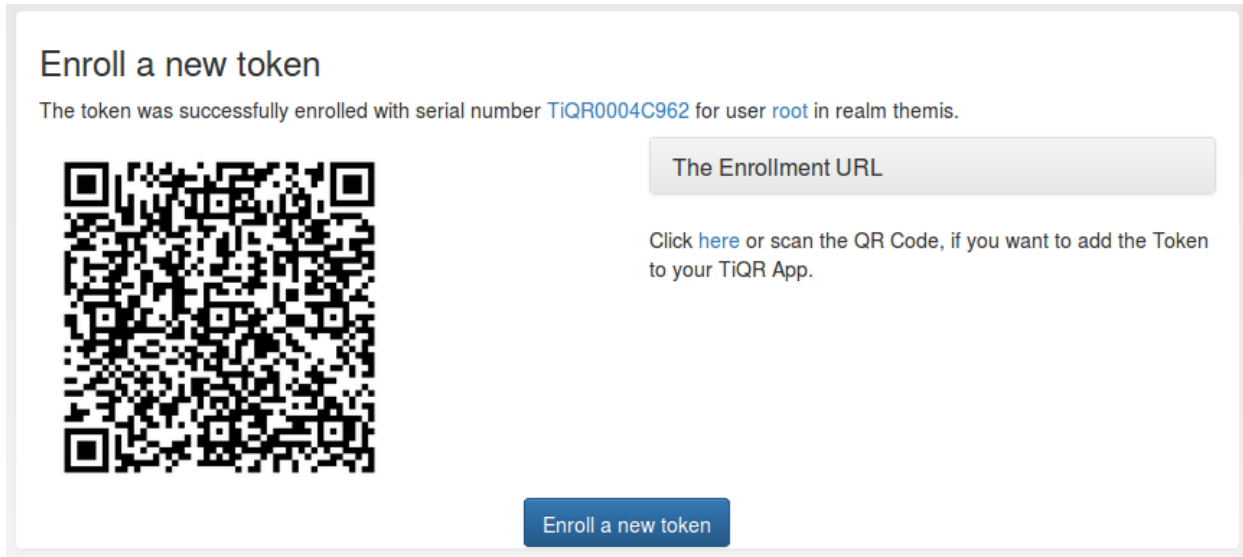 Enroll a new token
The token was successfully enrolled with serial number TiQR0004C962 for user root in realm themis.
The Enrollment URL
Click here or scan the QR Code, if you want to add the Token
to your TiQR App.
Enroll a new token